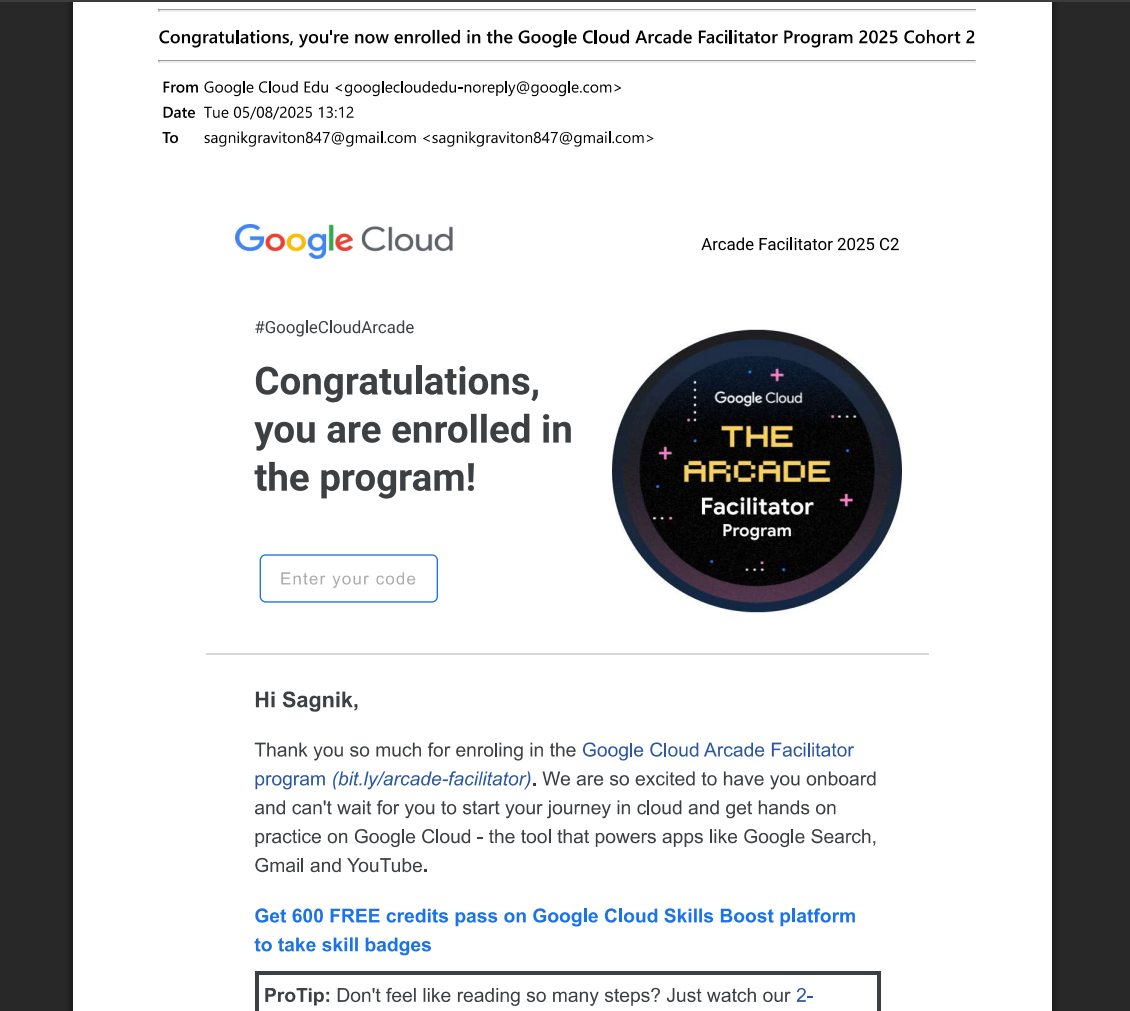 Congratulations, you're now enrolled in the Google Cloud Arcade Facilitator Program 2025 Cohort 2
From Google Cloud Edu <googlecloudedu-noreply@google.com>
Date Tue 05/08/2025 13:12
To sagnikgraviton847@gmail.com <sagnikgraviton847@gmail.com>
Google Cloud
Arcade Facilitator 2025 C2
#GoogleCloudArcade
Congratulations,
you are enrolled in
the program!
Enter your code
Google Cloud
THE
ARCADE
Facilitator
Program
Hi Sagnik,
Thank you so much for enroling in the Google Cloud Arcade Facilitator
program (bit.ly/arcade-facilitator). We are so excited to have you onboard
and can't wait for you to start your journey in cloud and get hands on
practice on Google Cloud - the tool that powers apps like Google Search,
Gmail and YouTube.
Get 600 FREE credits pass on Google Cloud Skills Boost platform
to take skill badges
ProTip: Don't feel like reading so many steps? Just watch our 2-